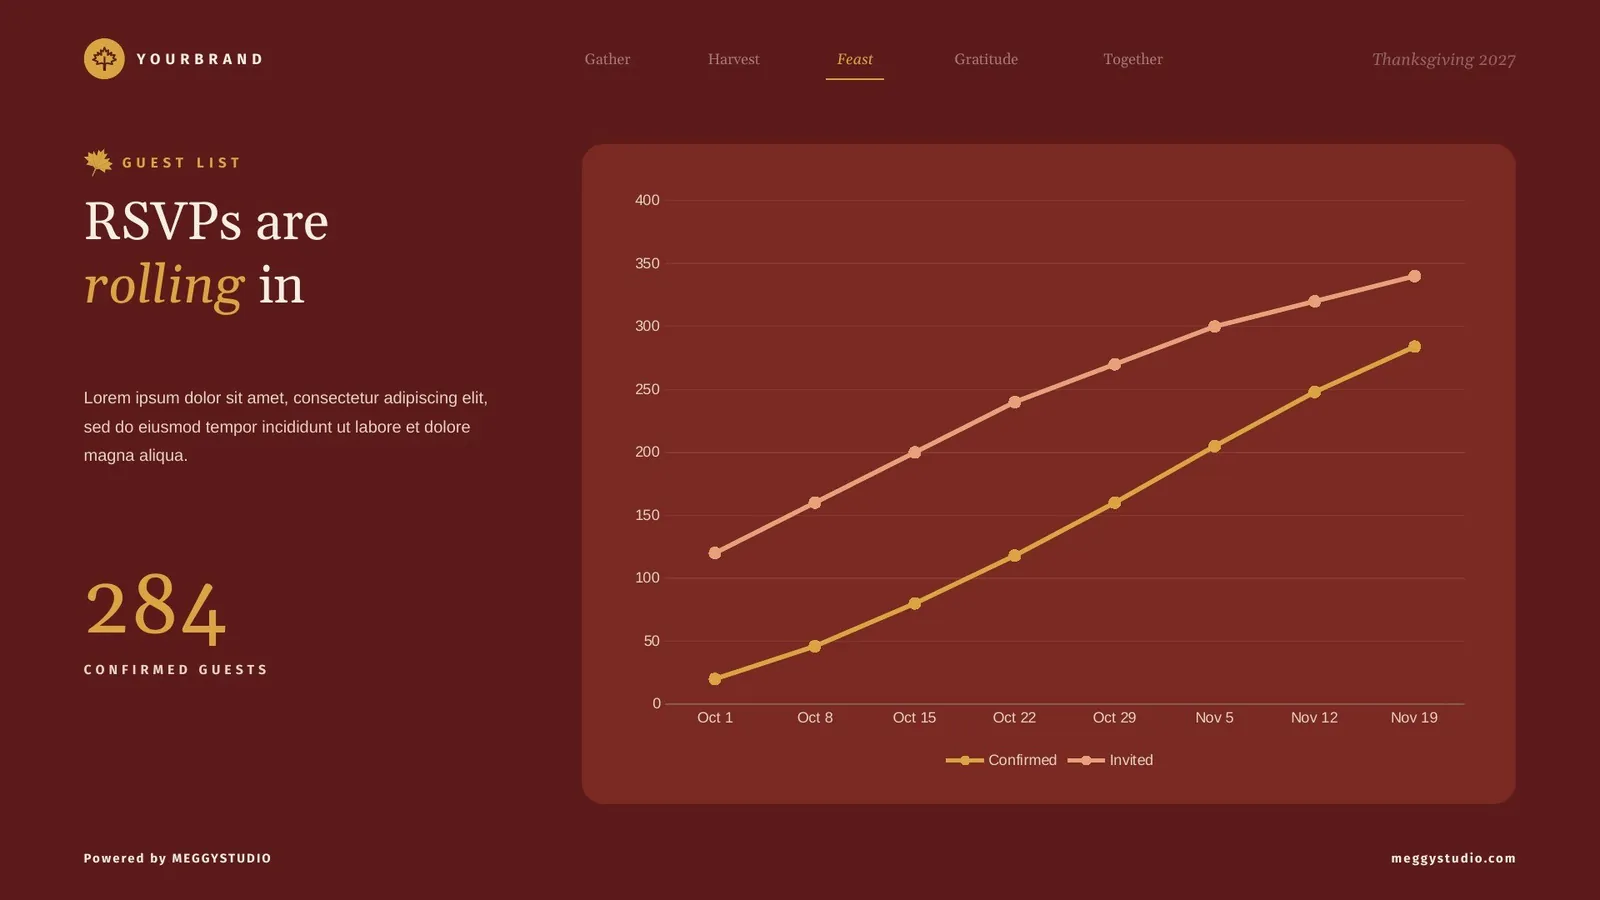 YOURBRAND
Gather
Harvest
Feast
Gratitude
Together
Thanksgiving 2027
GUEST LIST
RSVPs are
rolling in
Lorem ipsum dolor sit amet, consectetur adipiscing elit,
sed do eiusmod tempor incididunt ut labore et dolore
magna aliqua.
284
CONFIRMED GUESTS
400
350
300
250
200
150
100
50
0
Oct 1
Oct 8
Oct 15
Oct 22
Oct 29
Nov 5
Nov 12
Nov 19
Confirmed
Invited
Powered by MEGGYSTUDIO
meggystudio.com